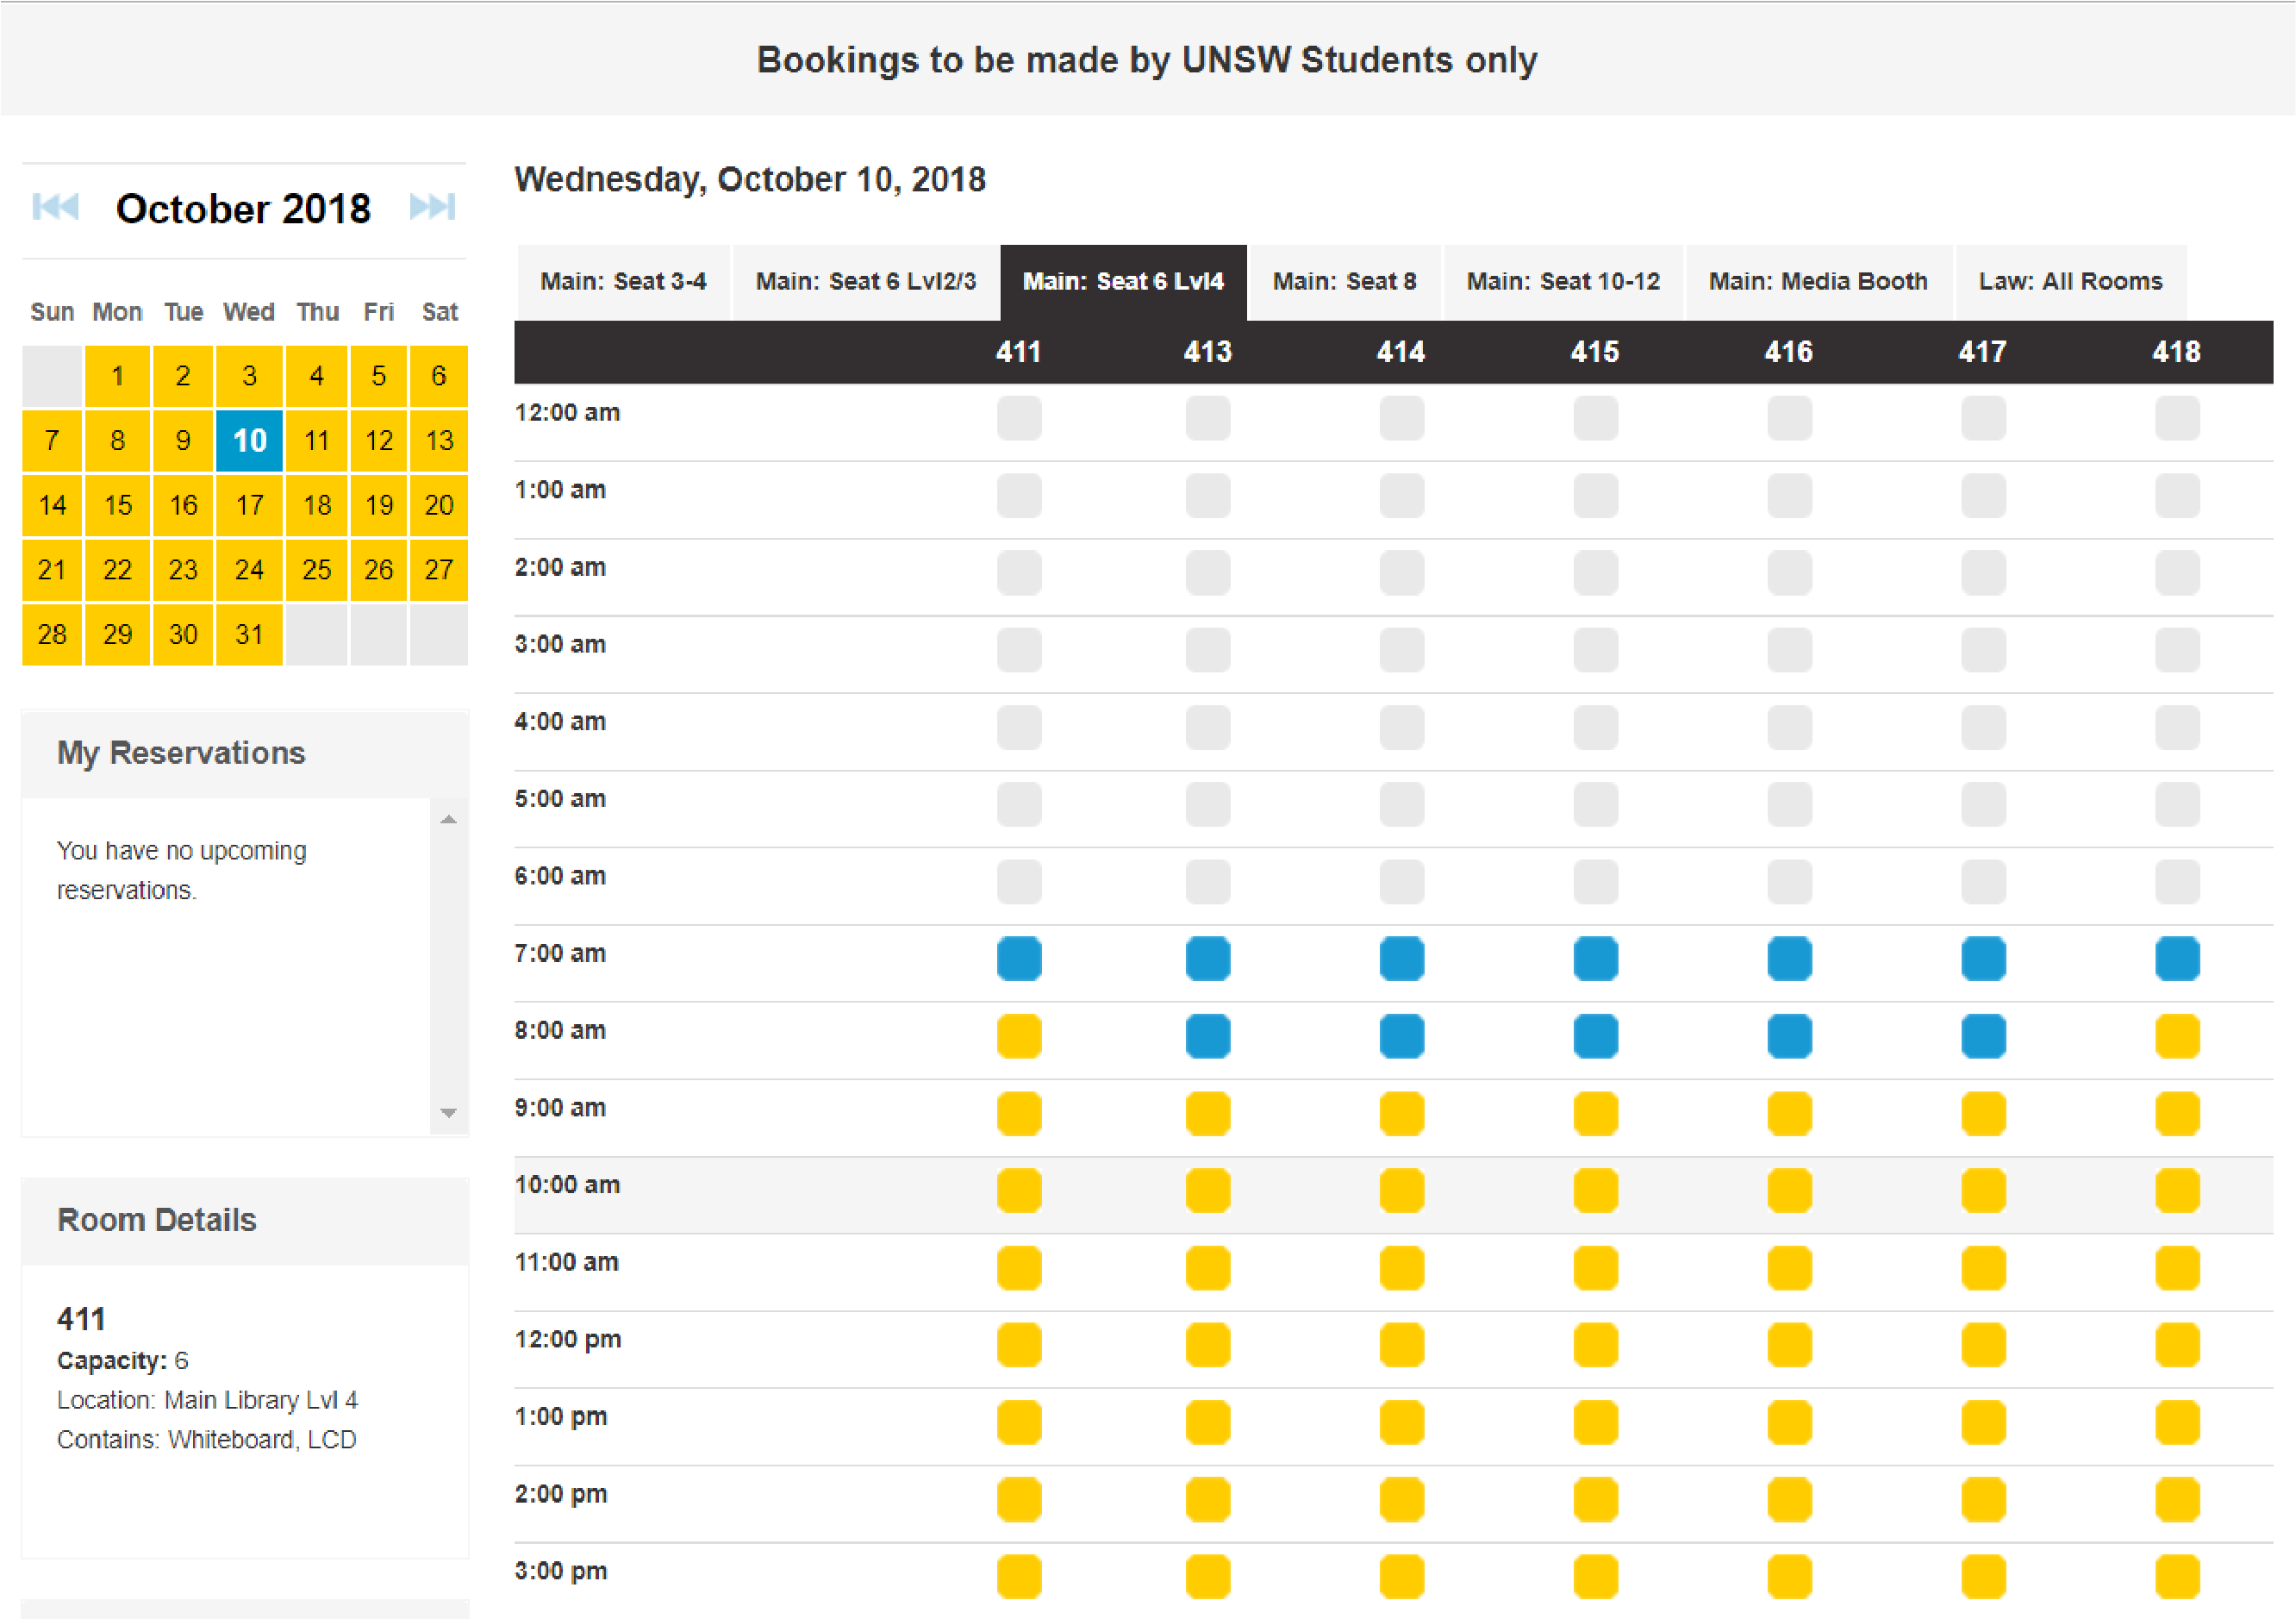 Bookings to be made by UNSW Students only
October 2018
Sun Mon Tue Wed Thu Fri Sat
1 2 3 4 5 6
7 8 9 10 11 12 13
14 15 16 17 18 19 20
21 22 23 24 25 26 27
28 29 30 31
My Reservations
You have no upcoming
reservations.
Room Details
411
Capacity: 6
Location: Main Library Lvl 4
Contains: Whiteboard, LCD
Wednesday, October 10, 2018
Main: Seat 3-4 Main: Seat 6 Lvl2/3 Main: Seat 6 Lvl4 Main: Seat 8 Main: Seat 10-12 Main: Media Booth Law: All Rooms
411 413 414 415 416 417 418
12:00 am
1:00 am
2:00 am
3:00 am
4:00 am
5:00 am
6:00 am
7:00 am
8:00 am
9:00 am
10:00 am
11:00 am
12:00 pm
1:00 pm
2:00 pm
3:00 pm